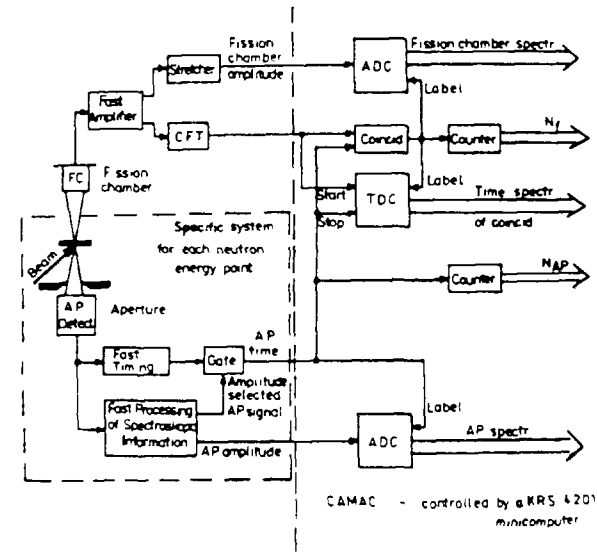 Fission
chamber
amplitude
Stretcher
ADC
Fission chamber spectr
Label
Fast
Amplifier
CFT
Coincid
Counter
Nf
FC
Fission
chamber
Label
Start
Stop
TDC
Time spectr
of coincid
Specific system
for each neutron
energy point
Beam
Counter
NAP
AP
Detect
Aperture
Fast
Timing
Gate
AP
time
Amplitude
selected
AP signal
Fast Processing
of Spectroskopic
Information
AP amplitude
Label
ADC
AP spectr
CAMAC - controlled by a KRS 4201
minicomputer